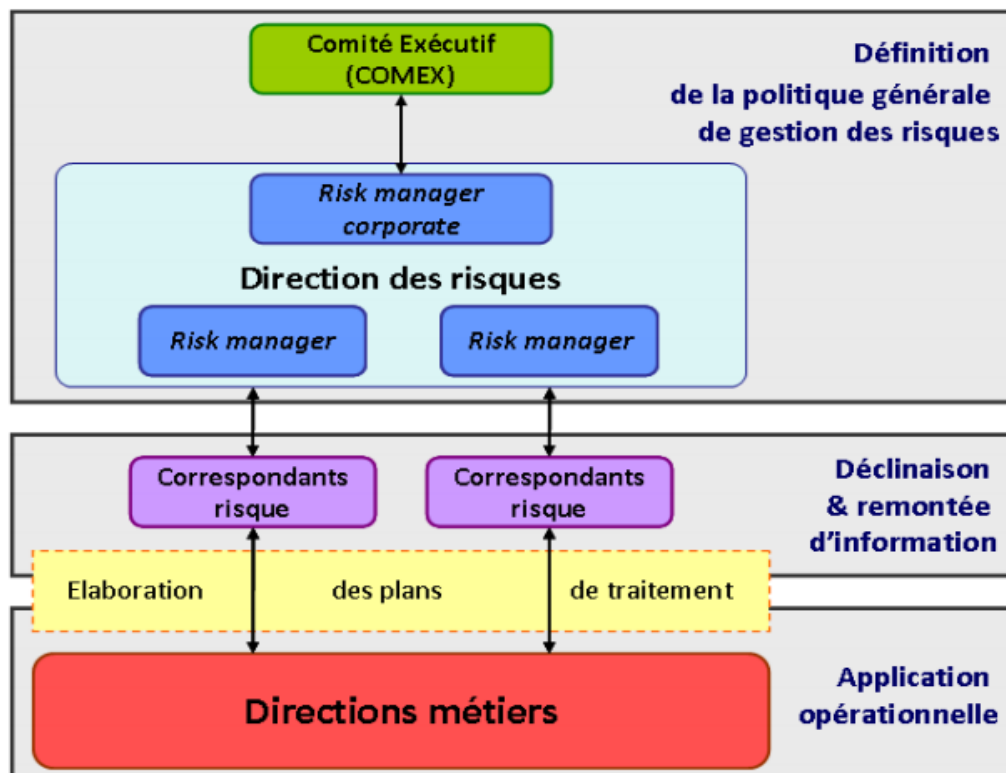 Comité Exécutif
(COMEX)
Définition
de la politique générale
de gestion des risques
Risk manager
corporate
Direction des risques
Risk manager
Risk manager
Correspondants
risque
Correspondants
risque
Déclinaison
& remontée
d'information
Elaboration des plans de traitement
Directions métiers
Application
opérationnelle